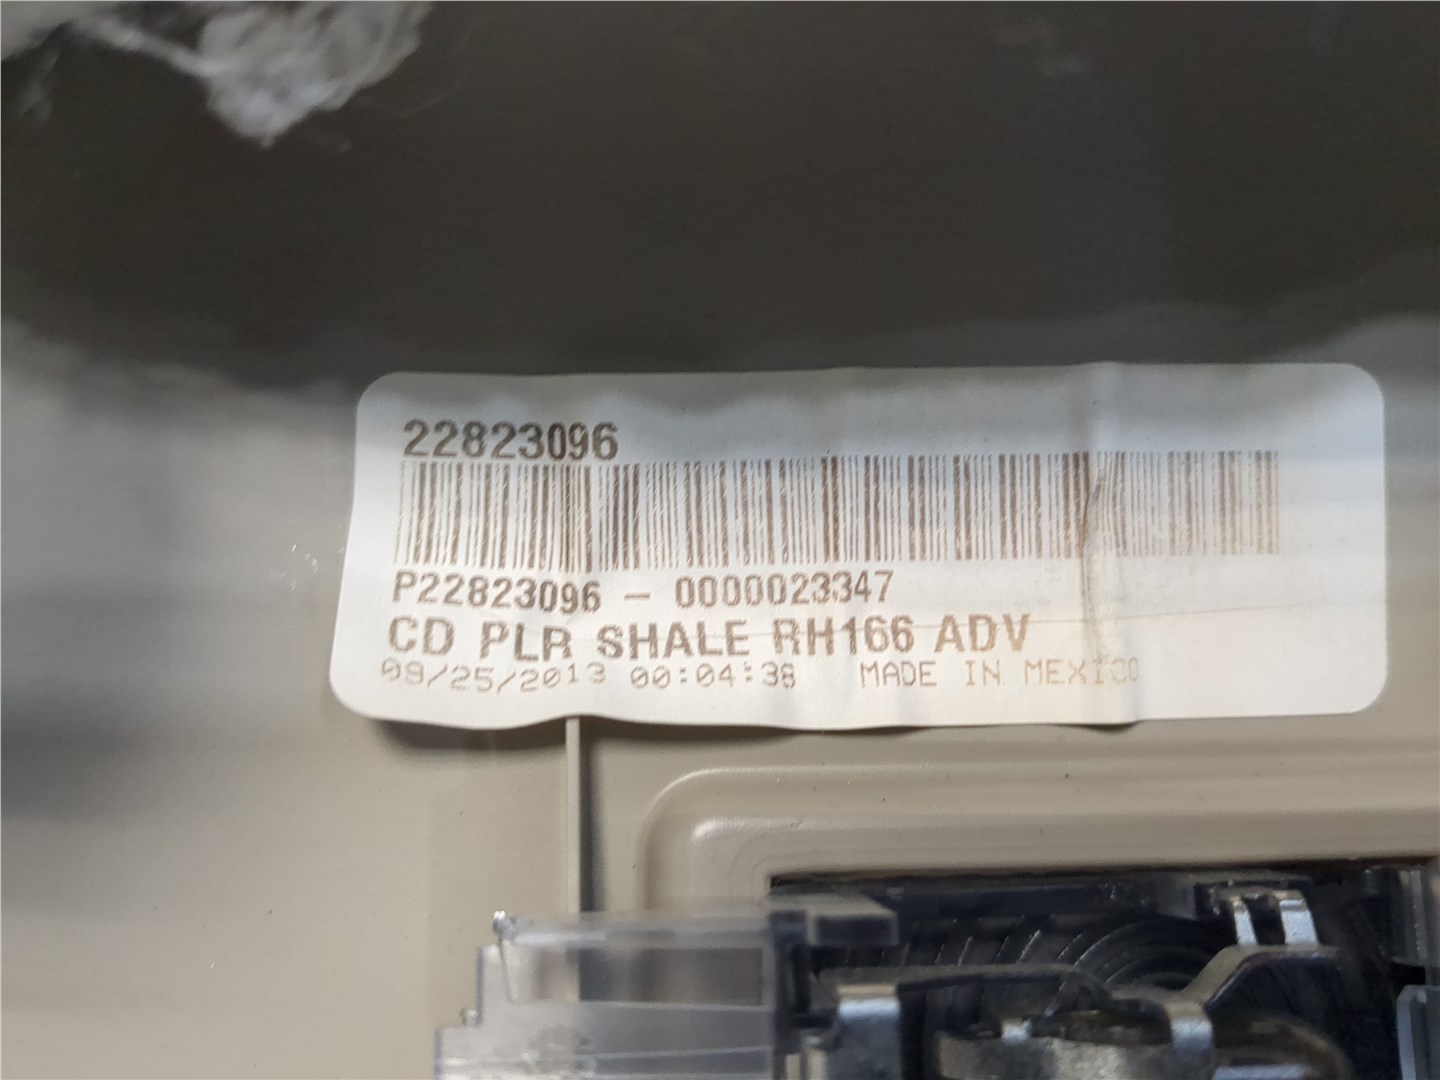 22823096
P22823096 - 0000023347
CD PLR SHALE RH166 ADV
09/25/2013 00:04:38 MADE IN MEXICO